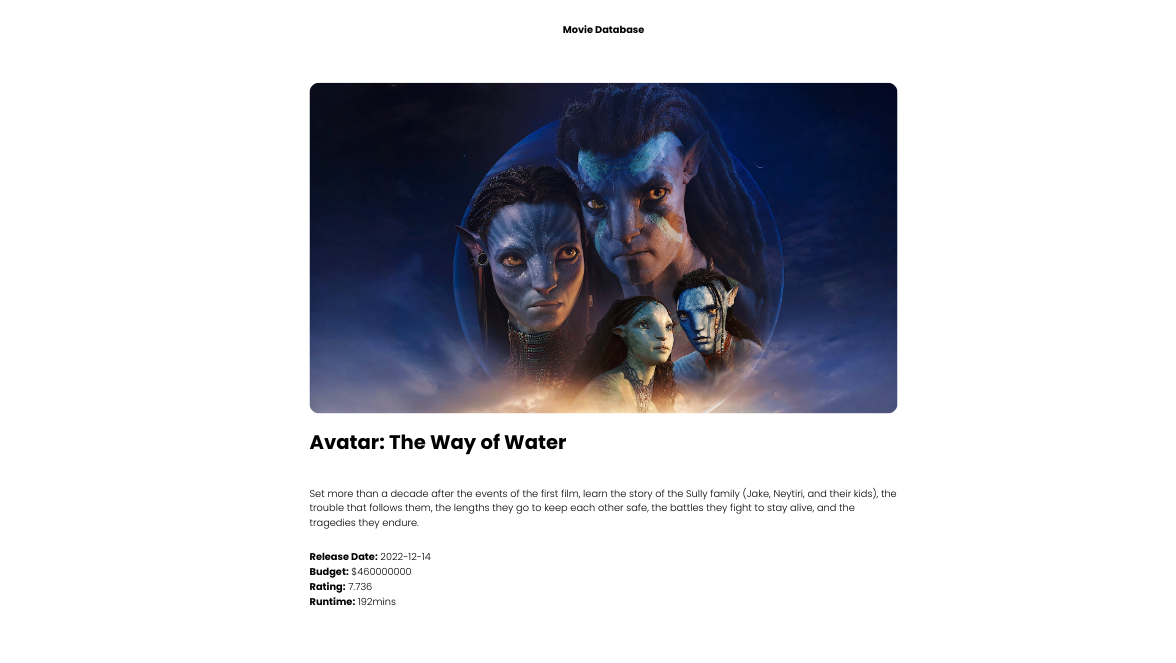 Movie Database
Avatar: The Way of Water
Set more than a decade after the events of the first film, learn the story of the Sully family (Jake, Neytiri, and their kids), the
trouble that follows them, the lengths they go to keep each other safe, the battles they fight to stay alive, and the
tragedies they endure.
Release Date: 2022-12-14
Budget: $460000000
Rating: 7.736
Runtime: 192mins